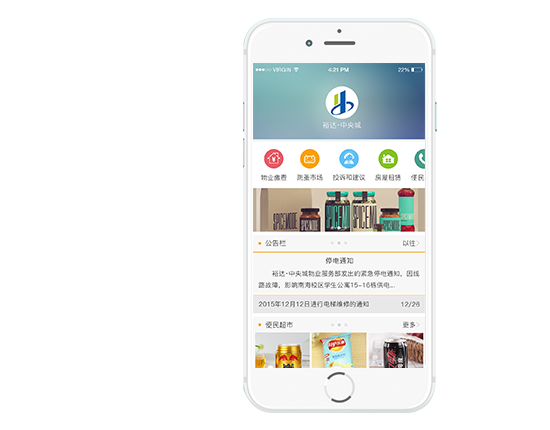 VIRGIN 4:21 PM 22%
裕达·中央城
物业缴费 跳蚤市场 投诉和建议 房屋租赁 便民
SPICEMODE SPICEMO SPICEMO
公告栏 以往
停电通知
裕达·中央城物业服务部发出的紧急停电通知，因线
路故障，影响南海校区学生公寓15-16栋供电...
2015年12月12日进行电梯维修的通知 12/26
便民超市 更多